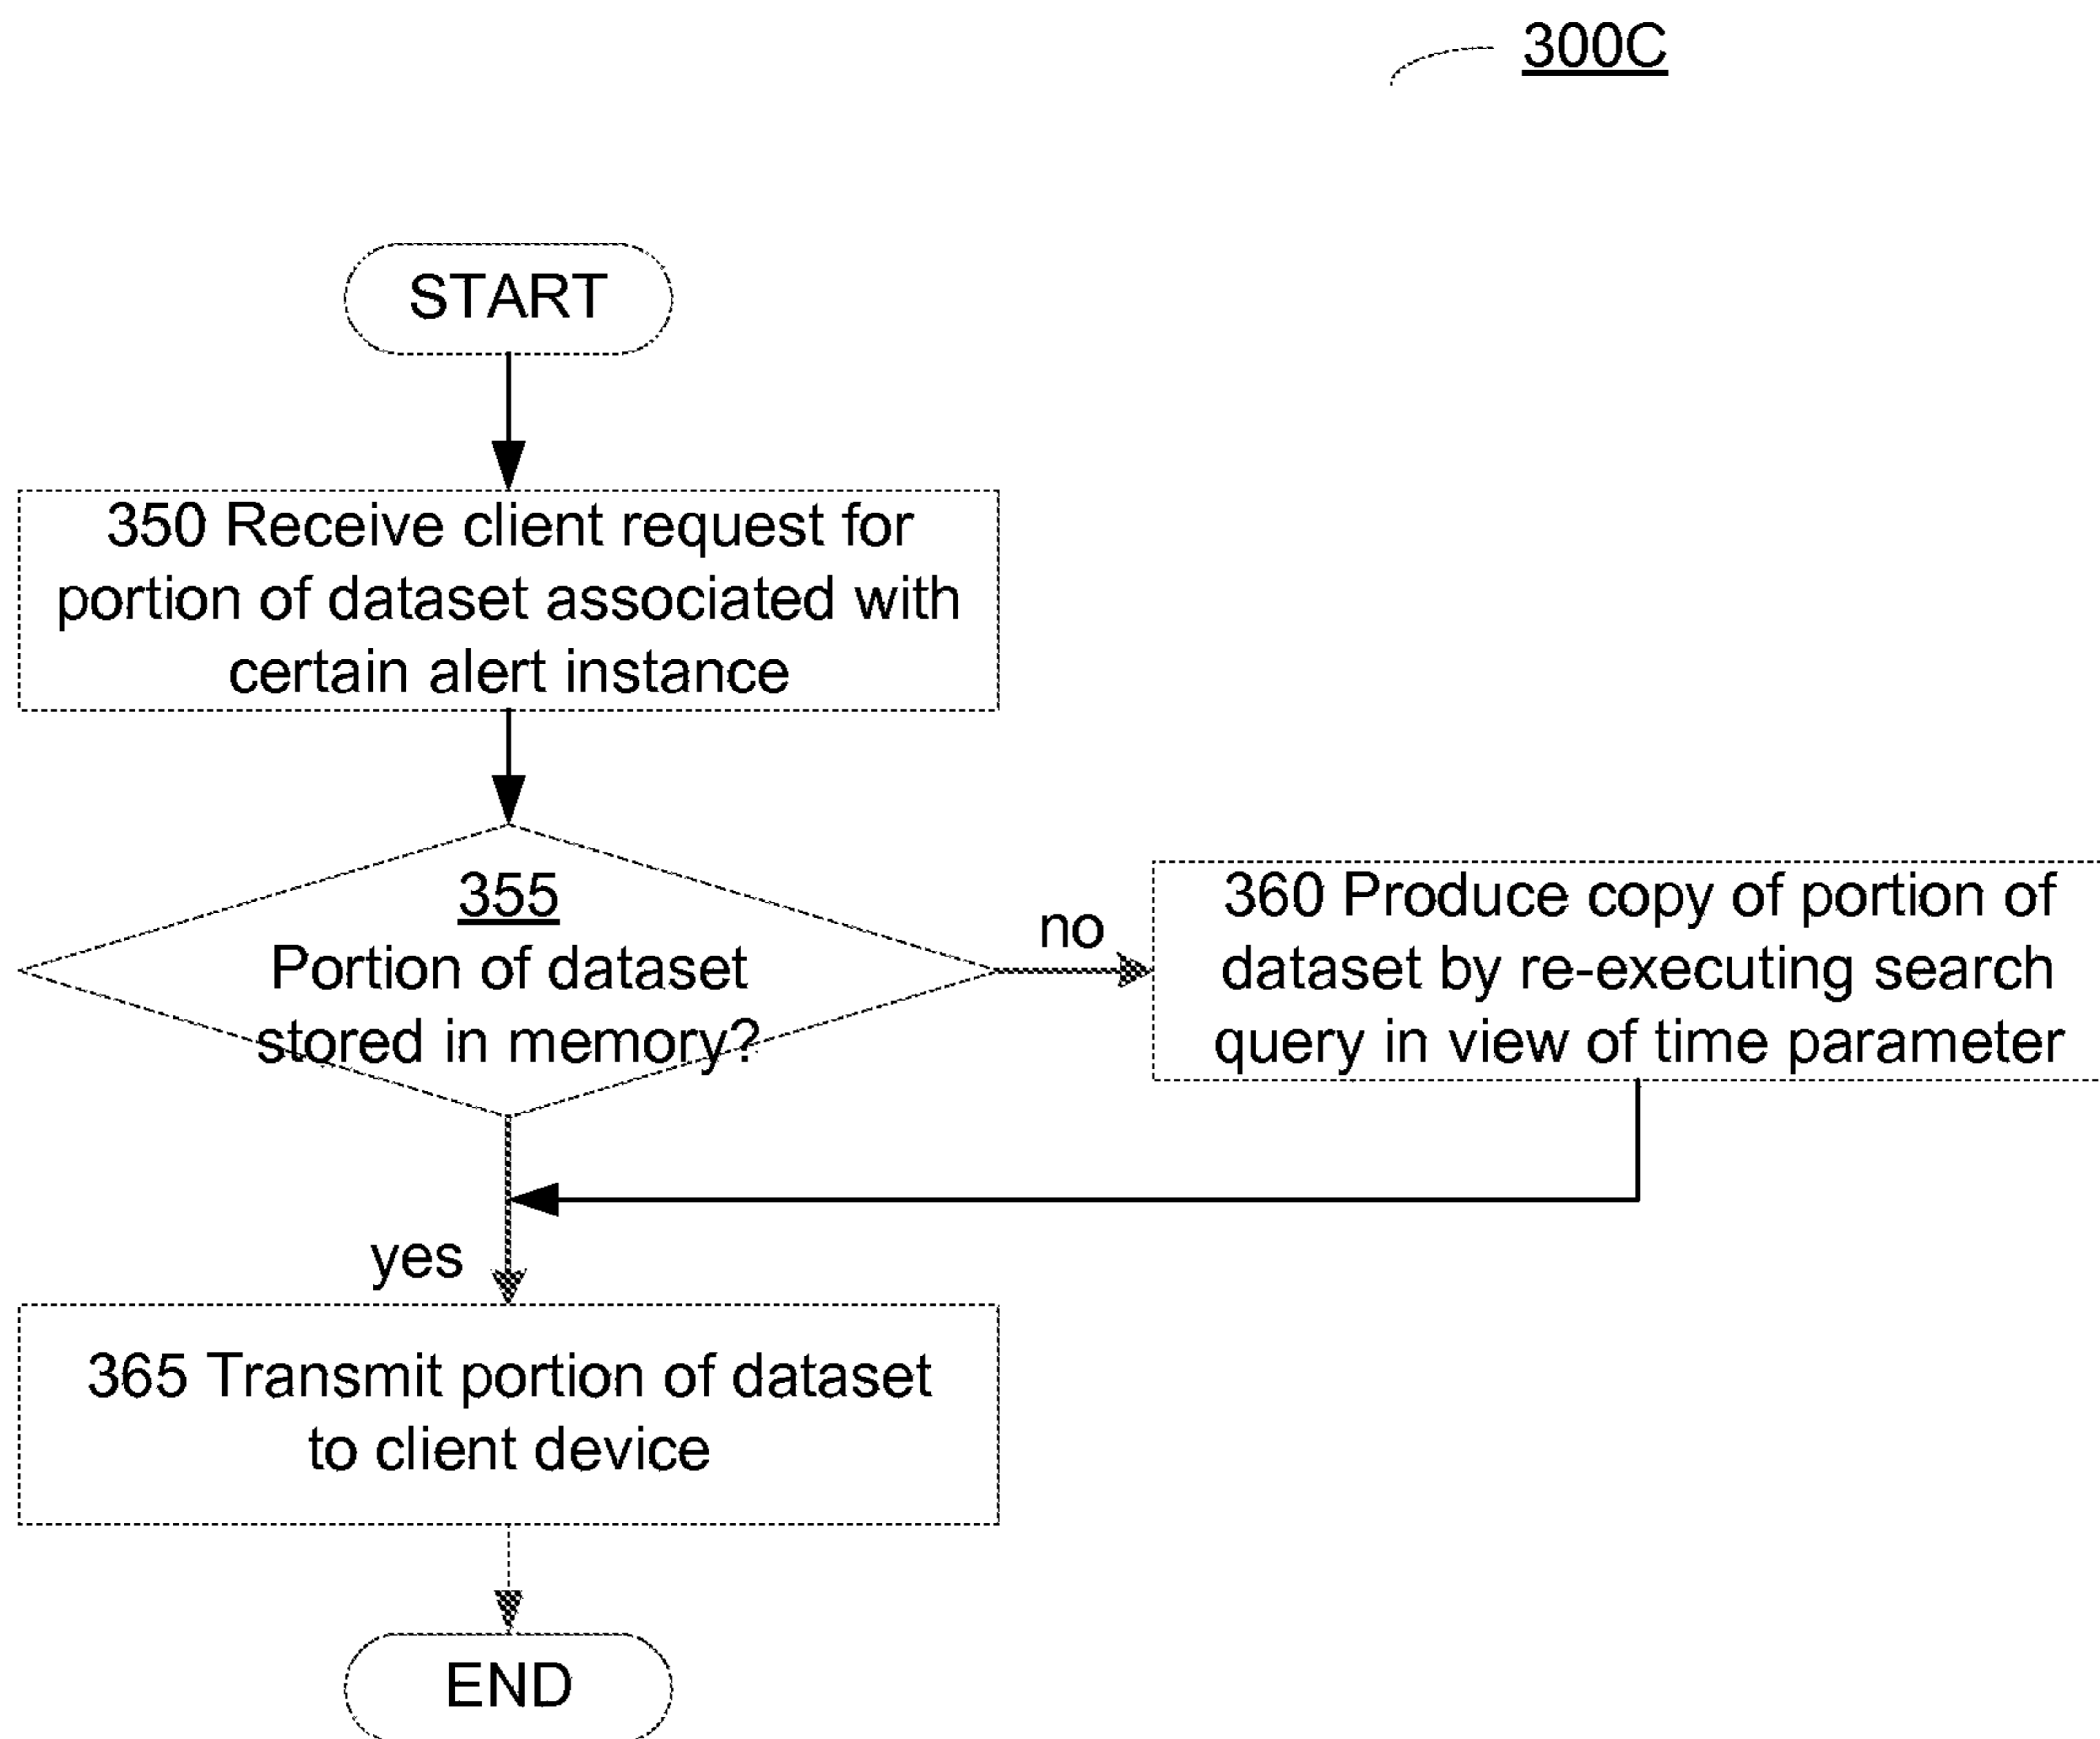 300C
START
350 Receive client request for
portion of dataset associated with
certain alert instance
355
Portion of dataset
stored in memory?
no
360 Produce copy of portion of
dataset by re-executing search
query in view of time parameter
yes
365 Transmit portion of dataset
to client device
END